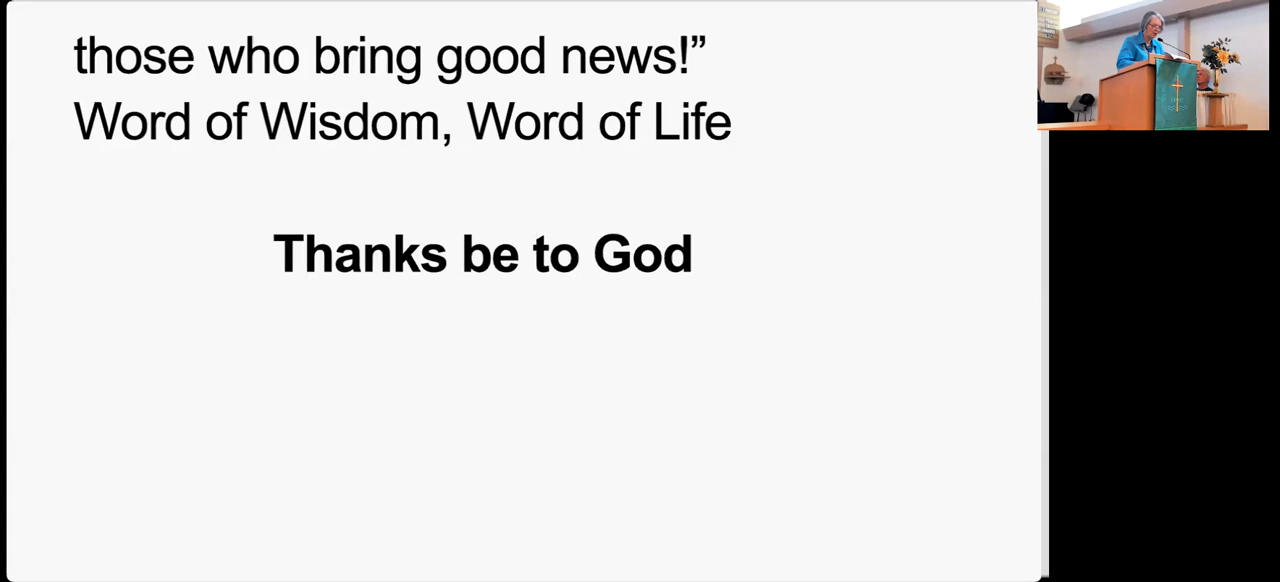 those who bring good news!”
Word of Wisdom, Word of Life
Thanks be to God